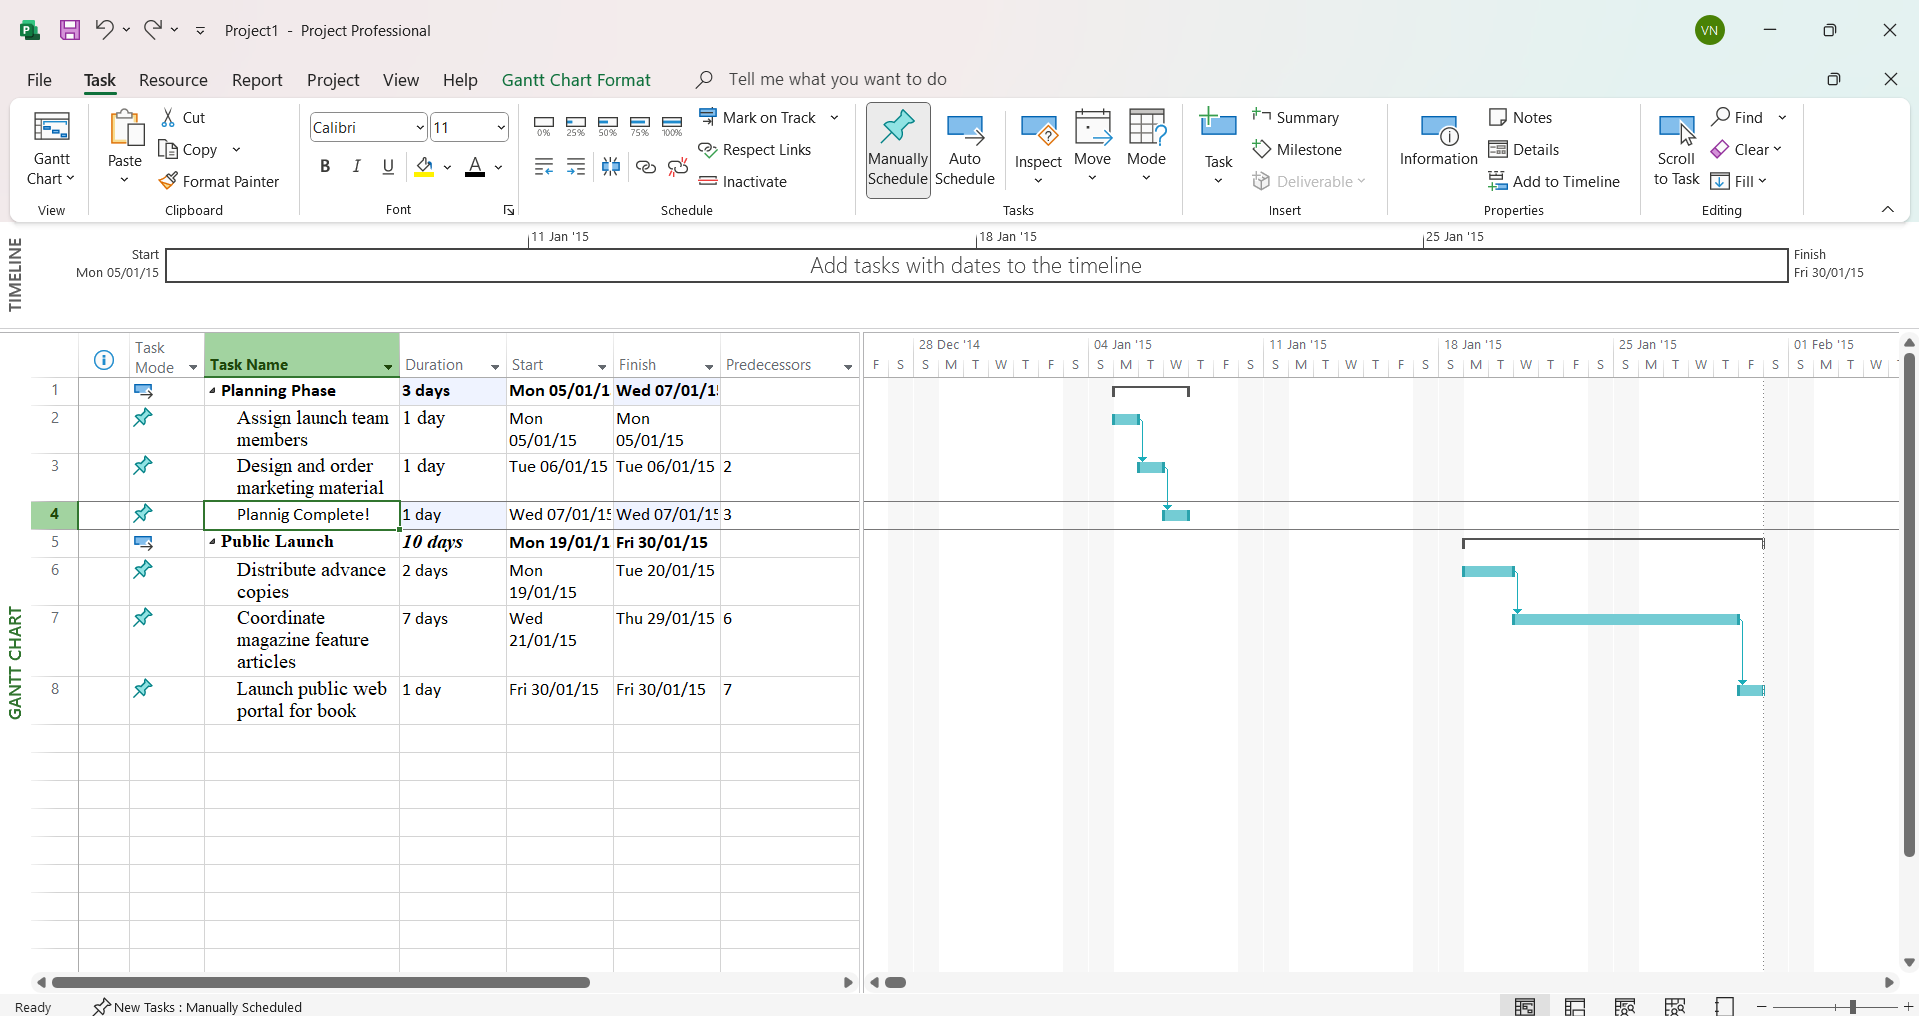 Project1 - Project Professional
VN
File Task Resource Report Project View Help Gantt Chart Format Tell me what you want to do
Gantt Chart
View
Paste
Cut
Copy
Format Painter
Clipboard
Calibri 11
B I U A
Font
0% 25% 50% 75% 100%
Mark on Track
Respect Links
Inactivate
Schedule
Manually Schedule
Auto Schedule
Inspect
Move
Mode
Tasks
Task
Summary
Milestone
Deliverable
Insert
Information
Notes
Details
Add to Timeline
Properties
Scroll to Task
Find
Clear
Fill
Editing
TIMELINE
11 Jan '15 18 Jan '15 25 Jan '15
Start
Mon 05/01/15
Add tasks with dates to the timeline
Finish
Fri 30/01/15
GANTT CHART
Task Mode Task Name Duration Start Finish Predecessors
28 Dec '14 04 Jan '15 11 Jan '15 18 Jan '15 25 Jan '15 01 Feb '15
F S S M T W T F S S M T W T F S S M T W T F S S M T W T F S S M T W T F S S M T W
1 Planning Phase 3 days Mon 05/01/1 Wed 07/01/1
2 Assign launch team members 1 day Mon 05/01/15 Mon 05/01/15
3 Design and order marketing material 1 day Tue 06/01/15 Tue 06/01/15 2
4 Plannig Complete! 1 day Wed 07/01/15 Wed 07/01/15 3
5 Public Launch 10 days Mon 19/01/1 Fri 30/01/15
6 Distribute advance copies 2 days Mon 19/01/15 Tue 20/01/15
7 Coordinate magazine feature articles 7 days Wed 21/01/15 Thu 29/01/15 6
8 Launch public web portal for book 1 day Fri 30/01/15 Fri 30/01/15 7
Ready New Tasks : Manually Scheduled